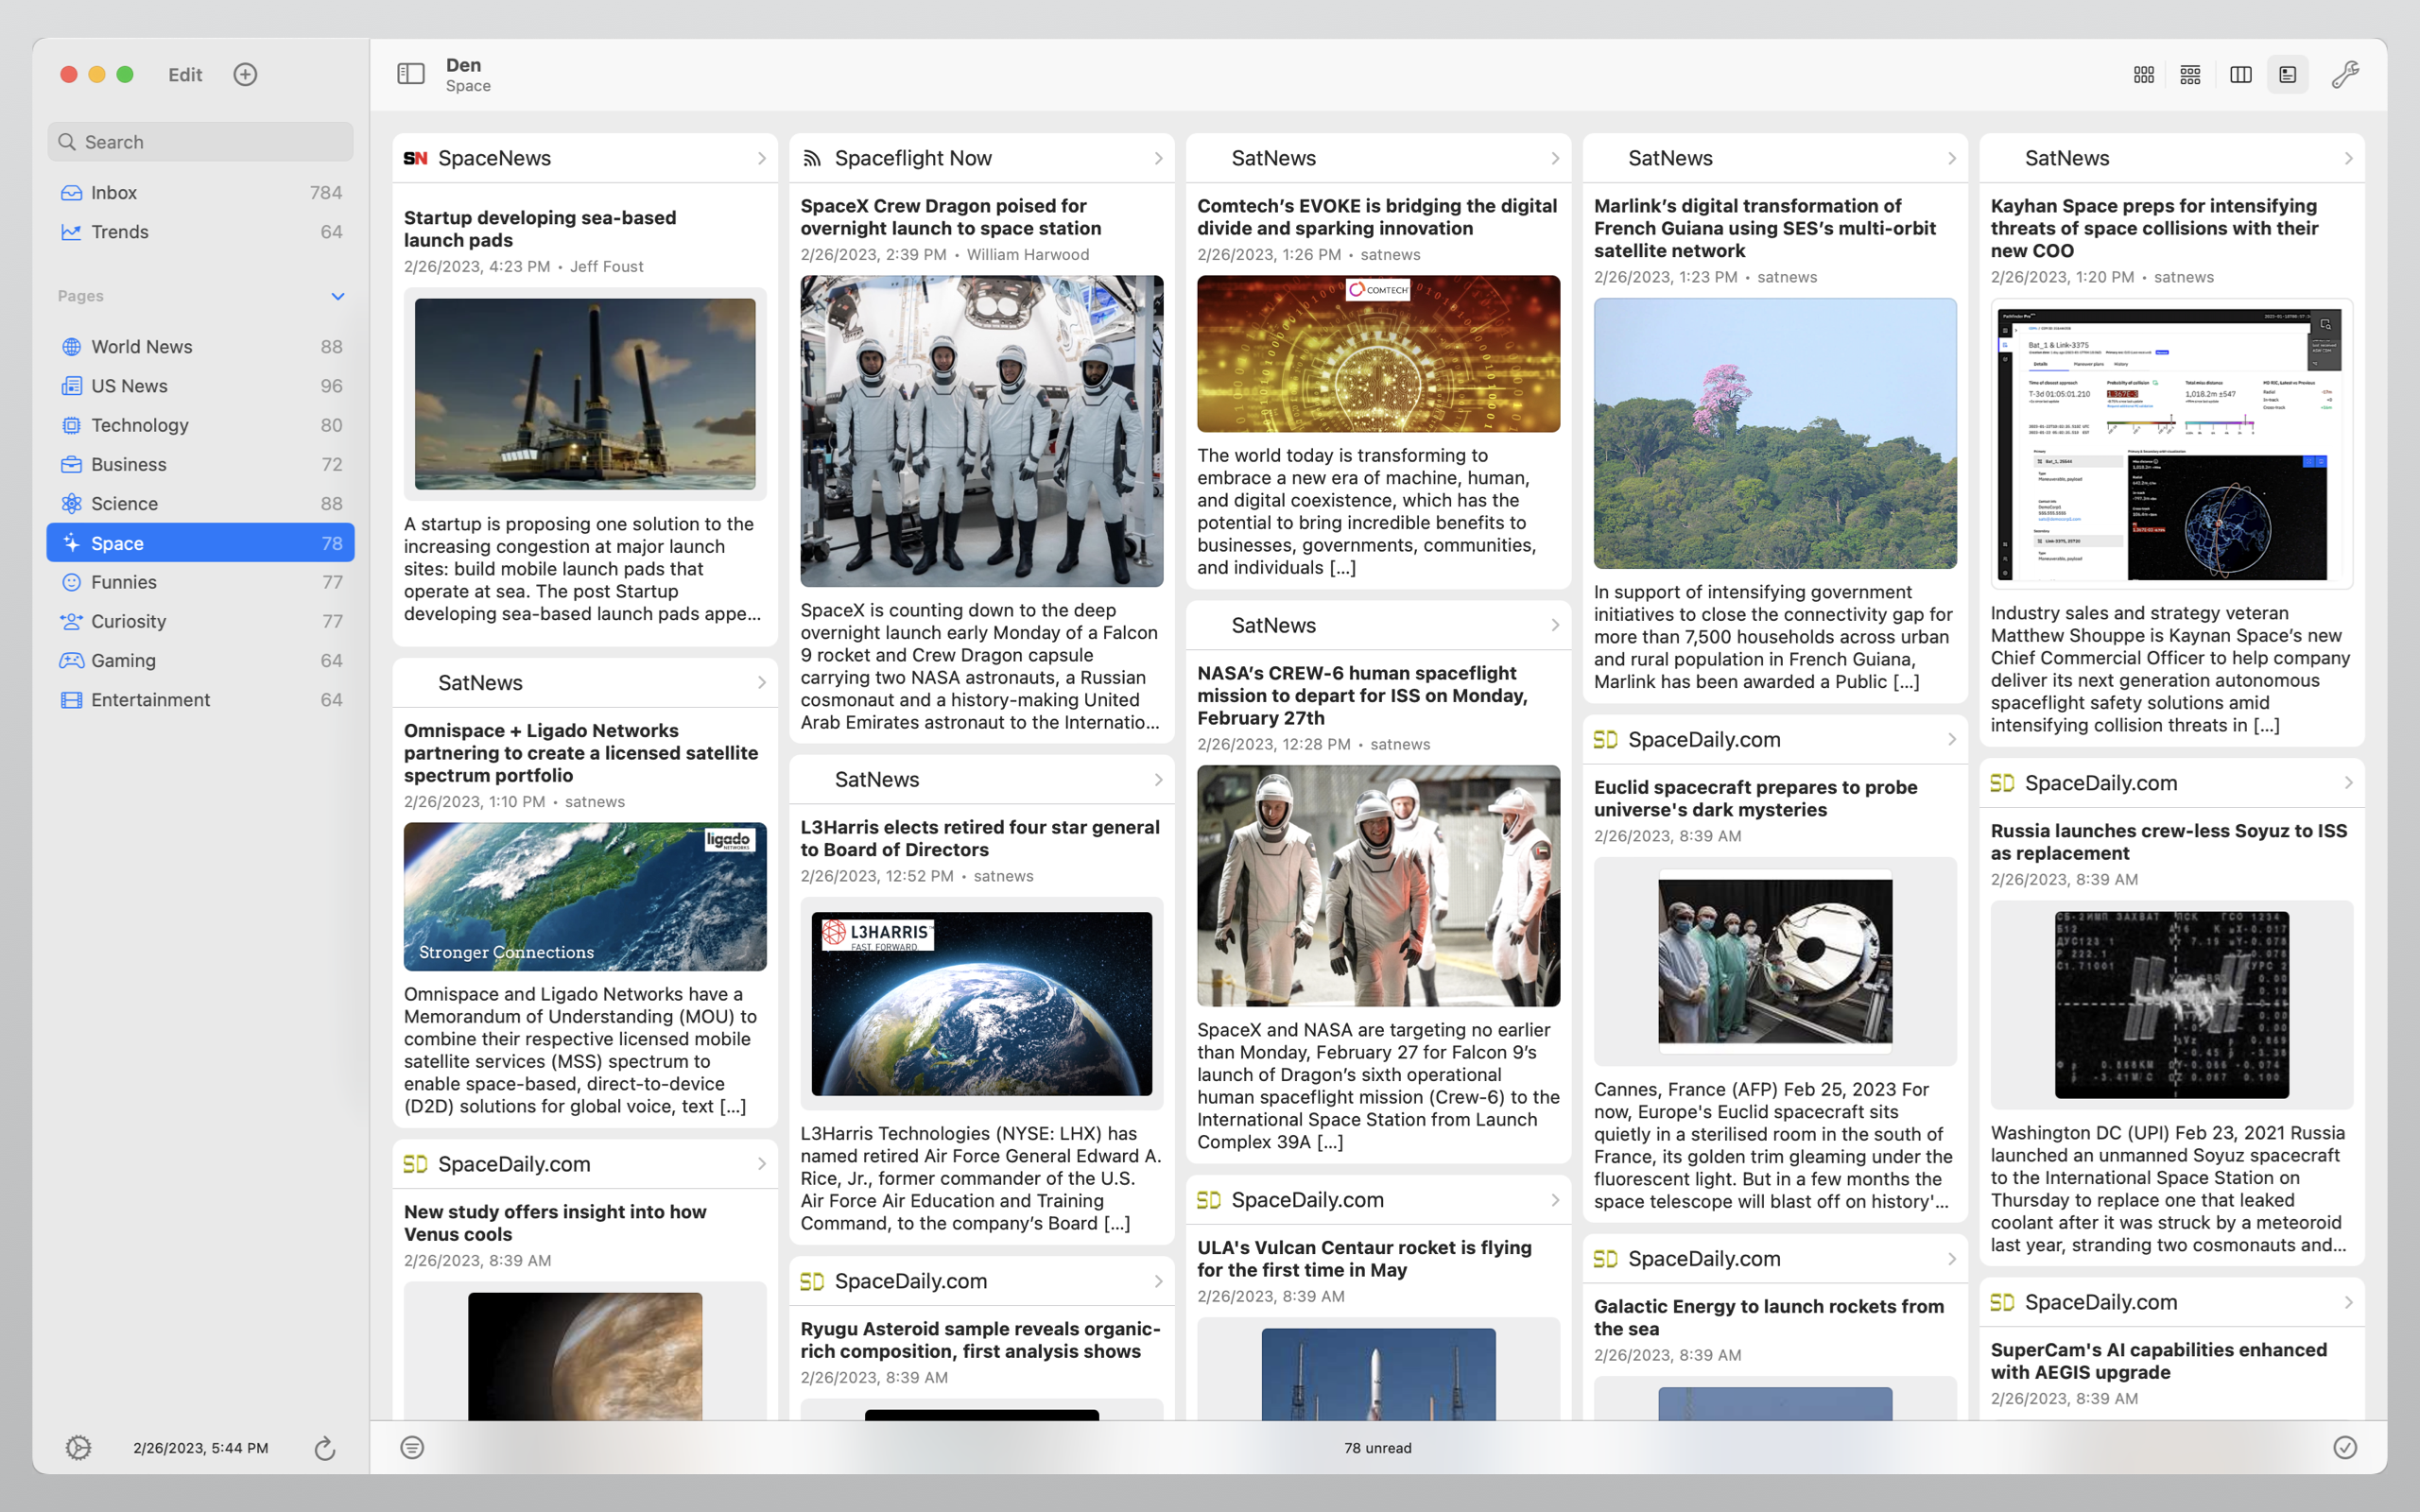 Edit
Den
Space
Search
Inbox 784
Trends 64
Pages
World News 88
US News 96
Technology 80
Business 72
Science 88
Space 78
Funnies 77
Curiosity 77
Gaming 64
Entertainment 64
2/26/2023, 5:44 PM
SN SpaceNews
Startup developing sea-based
launch pads
2/26/2023, 4:23 PM • Jeff Foust
A startup is proposing one solution to the
increasing congestion at major launch
sites: build mobile launch pads that
operate at sea. The post Startup
developing sea-based launch pads appe...
SatNews
Omnispace + Ligado Networks
partnering to create a licensed satellite
spectrum portfolio
2/26/2023, 1:10 PM • satnews
ligado
NETWORKS
Stronger Connections
Omnispace and Ligado Networks have a
Memorandum of Understanding (MOU) to
combine their respective licensed mobile
satellite services (MSS) spectrum to
enable space-based, direct-to-device
(D2D) solutions for global voice, text [...]
SD SpaceDaily.com
New study offers insight into how
Venus cools
2/26/2023, 8:39 AM
Spaceflight Now
SpaceX Crew Dragon poised for
overnight launch to space station
2/26/2023, 2:39 PM • William Harwood
SpaceX is counting down to the deep
overnight launch early Monday of a Falcon
9 rocket and Crew Dragon capsule
carrying two NASA astronauts, a Russian
cosmonaut and a history-making United
Arab Emirates astronaut to the Internatio...
SatNews
L3Harris elects retired four star general
to Board of Directors
2/26/2023, 12:52 PM • satnews
L3HARRIS
FAST. FORWARD.
L3Harris Technologies (NYSE: LHX) has
named retired Air Force General Edward A.
Rice, Jr., former commander of the U.S.
Air Force Air Education and Training
Command, to the company's Board [...]
SD SpaceDaily.com
Ryugu Asteroid sample reveals organic-
rich composition, first analysis shows
2/26/2023, 8:39 AM
SatNews
Comtech's EVOKE is bridging the digital
divide and sparking innovation
2/26/2023, 1:26 PM • satnews
COMTECH
The world today is transforming to
embrace a new era of machine, human,
and digital coexistence, which has the
potential to bring incredible benefits to
businesses, governments, communities,
and individuals [...]
SatNews
NASA's CREW-6 human spaceflight
mission to depart for ISS on Monday,
February 27th
2/26/2023, 12:28 PM • satnews
SpaceX and NASA are targeting no earlier
than Monday, February 27 for Falcon 9's
launch of Dragon's sixth operational
human spaceflight mission (Crew-6) to the
International Space Station from Launch
Complex 39A [...]
SD SpaceDaily.com
ULA's Vulcan Centaur rocket is flying
for the first time in May
2/26/2023, 8:39 AM
SatNews
Marlink's digital transformation of
French Guiana using SES's multi-orbit
satellite network
2/26/2023, 1:23 PM • satnews
In support of intensifying government
initiatives to close the connectivity gap for
more than 7,500 households across urban
and rural population in French Guiana,
Marlink has been awarded a Public [...]
SD SpaceDaily.com
Euclid spacecraft prepares to probe
universe's dark mysteries
2/26/2023, 8:39 AM
Cannes, France (AFP) Feb 25, 2023 For
now, Europe's Euclid spacecraft sits
quietly in a sterilised room in the south of
France, its golden trim gleaming under the
fluorescent light. But in a few months the
space telescope will blast off on history'...
SD SpaceDaily.com
Galactic Energy to launch rockets from
the sea
2/26/2023, 8:39 AM
SatNews
Kayhan Space preps for intensifying
threats of space collisions with their
new COO
2/26/2023, 1:20 PM • satnews
Bat_1 & Link-3375
Details Maneuver plans History
Time of closest approach
Probability of collision
Total miss distance
T-3d 01:05:01.210
1,018.2m ±547
Industry sales and strategy veteran
Matthew Shouppe is Kaynan Space's new
Chief Commercial Officer to help company
deliver its next generation autonomous
spaceflight safety solutions amid
intensifying collision threats in [...]
SD SpaceDaily.com
Russia launches crew-less Soyuz to ISS
as replacement
2/26/2023, 8:39 AM
Washington DC (UPI) Feb 23, 2021 Russia
launched an unmanned Soyuz spacecraft
to the International Space Station on
Thursday to replace one that leaked
coolant after it was struck by a meteoroid
last year, stranding two cosmonauts and...
SD SpaceDaily.com
SuperCam's AI capabilities enhanced
with AEGIS upgrade
2/26/2023, 8:39 AM
78 unread